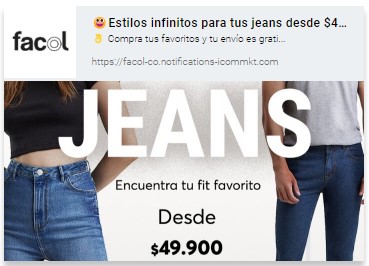 facol
😃 Estilos infinitos para tus jeans desde $4...
👌 Compra tus favoritos y tu envío es grati...
https://facol-co.notifications-icommkt.com
JEANS
Encuentra tu fit favorito
Desde
$49.900